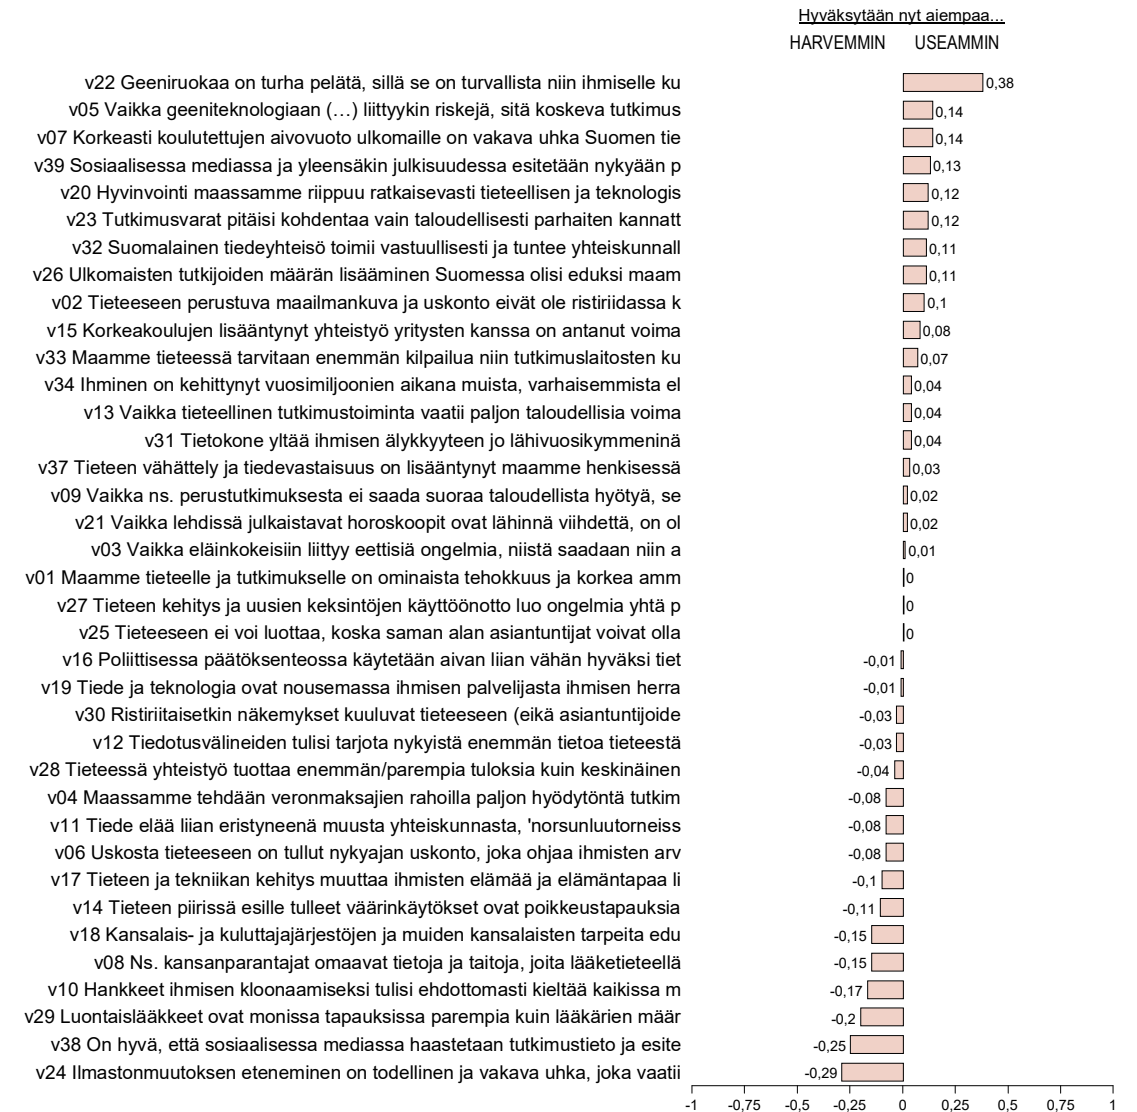 Hyväksytään nyt aiempaa...
HARVEMMIN USEAMMIN
v22 Geeniruokaa on turha pelätä, sillä se on turvallista niin ihmiselle ku 0,38
v05 Vaikka geeniteknologiaan (…) liittyykin riskejä, sitä koskeva tutkimus 0,14
v07 Korkeasti koulutettujen aivovuoto ulkomaille on vakava uhka Suomen tie 0,14
v39 Sosiaalisessa mediassa ja yleensäkin julkisuudessa esitetään nykyään p 0,13
v20 Hyvinvointi maassamme riippuu ratkaisevasti tieteellisen ja teknologis 0,12
v23 Tutkimusvarat pitäisi kohdentaa vain taloudellisesti parhaiten kannatt 0,12
v32 Suomalainen tiedeyhteisö toimii vastuullisesti ja tuntee yhteiskunnall 0,11
v26 Ulkomaisten tutkijoiden määrän lisääminen Suomessa olisi eduksi maam 0,11
v02 Tieteeseen perustuva maailmankuva ja uskonto eivät ole ristiriidassa k 0,1
v15 Korkeakoulujen lisääntynyt yhteistyö yritysten kanssa on antanut voima 0,08
v33 Maamme tieteessä tarvitaan enemmän kilpailua niin tutkimuslaitosten ku 0,07
v34 Ihminen on kehittynyt vuosimiljoonien aikana muista, varhaisemmista el 0,04
v13 Vaikka tieteellinen tutkimustoiminta vaatii paljon taloudellisia voima 0,04
v31 Tietokone yltää ihmisen älykkyyteen jo lähivuosikymmeninä 0,04
v37 Tieteen vähättely ja tiedevastaisuus on lisääntynyt maamme henkisessä 0,03
v09 Vaikka ns. perustutkimuksesta ei saada suoraa taloudellista hyötyä, se 0,02
v21 Vaikka lehdissä julkaistavat horoskoopit ovat lähinnä viihdettä, on ol 0,02
v03 Vaikka eläinkokeisiin liittyy eettisiä ongelmia, niistä saadaan niin a 0,01
v01 Maamme tieteelle ja tutkimukselle on ominaista tehokkuus ja korkea amm 0
v27 Tieteen kehitys ja uusien keksintöjen käyttöönotto luo ongelmia yhtä p 0
v25 Tieteeseen ei voi luottaa, koska saman alan asiantuntijat voivat olla 0
v16 Poliittisessa päätöksenteossa käytetään aivan liian vähän hyväksi tiet -0,01
v19 Tiede ja teknologia ovat nousemassa ihmisen palvelijasta ihmisen herra -0,01
v30 Ristiriitaisetkin näkemykset kuuluvat tieteeseen (eikä asiantuntijoide -0,03
v12 Tiedotusvälineiden tulisi tarjota nykyistä enemmän tietoa tieteestä -0,03
v28 Tieteessä yhteistyö tuottaa enemmän/parempia tuloksia kuin keskinäinen -0,04
v04 Maassamme tehdään veronmaksajien rahoilla paljon hyödytöntä tutkim -0,08
v11 Tiede elää liian eristyneenä muusta yhteiskunnasta, 'norsunluutorneiss -0,08
v06 Uskosta tieteeseen on tullut nykyajan uskonto, joka ohjaa ihmisten arv -0,08
v17 Tieteen ja tekniikan kehitys muuttaa ihmisten elämää ja elämäntapaa li -0,1
v14 Tieteen piirissä esille tulleet väärinkäytökset ovat poikkeustapauksia -0,11
v18 Kansalais- ja kuluttajajärjestöjen ja muiden kansalaisten tarpeita edu -0,15
v08 Ns. kansanparantajat omaavat tietoja ja taitoja, joita lääketieteellä -0,15
v10 Hankkeet ihmisen kloonaamiseksi tulisi ehdottomasti kieltää kaikissa m -0,17
v29 Luontaislääkkeet ovat monissa tapauksissa parempia kuin lääkärien määr -0,2
v38 On hyvä, että sosiaalisessa mediassa haastetaan tutkimustieto ja esite -0,25
v24 Ilmastonmuutoksen eteneminen on todellinen ja vakava uhka, joka vaatii -0,29
-1 -0,75 -0,5 -0,25 0 0,25 0,5 0,75 1